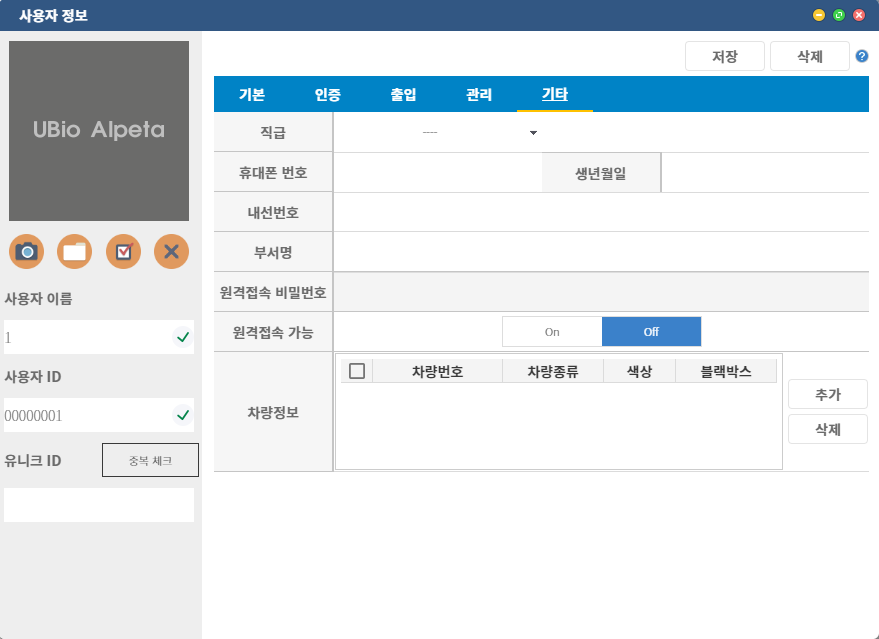 사용자 정보
저장 삭제 ?
UBio Alpeta
기본 인증 출입 관리 기타
직급 ----
휴대폰 번호 생년월일
내선번호
부서명
원격접속 비밀번호
원격접속 가능 On Off
차량정보 차량번호 차량종류 색상 블랙박스
추가
삭제
사용자 이름
1
사용자 ID
00000001
유니크 ID 중복 체크